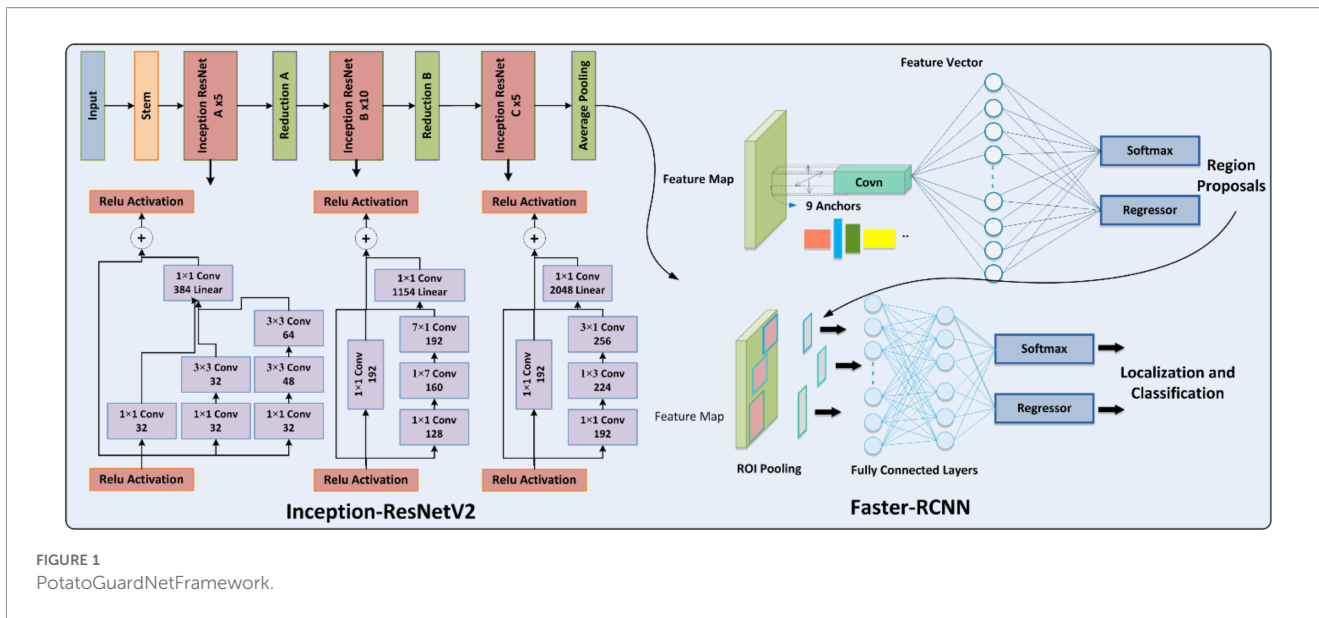 Input
Stem
Inception ResNet
A x5
Reduction A
Inception ResNet
B x10
Reduction B
Inception ResNet
C x5
Average Pooling
Relu Activation
Relu Activation
Relu Activation
+
+
+
1×1 Conv
384 Linear
3×3 Conv
64
3×3 Conv
32
3×3 Conv
48
1×1 Conv
32
1×1 Conv
32
1×1 Conv
32
Relu Activation
1×1 Conv
1154 Linear
7×1 Conv
192
1×1 Conv
192
1×7 Conv
160
1×1 Conv
128
Relu Activation
1×1 Conv
2048 Linear
3×1 Conv
256
1×1 Conv
192
1×3 Conv
224
1×1 Conv
192
Relu Activation
Inception-ResNetV2
Feature Vector
Feature Map
Covn
9 Anchors
--
Softmax
Regressor
Region
Proposals
Feature Map
ROI Pooling
Fully Connected Layers
Softmax
Regressor
Localization and
Classification
Faster-RCNN
FIGURE 1
PotatoGuardNetFramework.